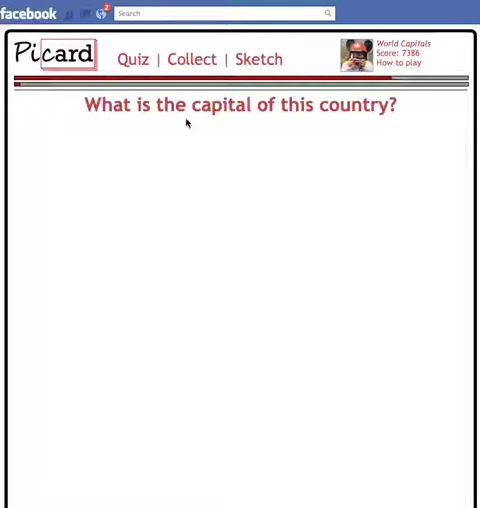 facebook
2
Search
Picard
Quiz | Collect | Sketch
World Capitals
Score: 7386
How to play
What is the capital of this country?